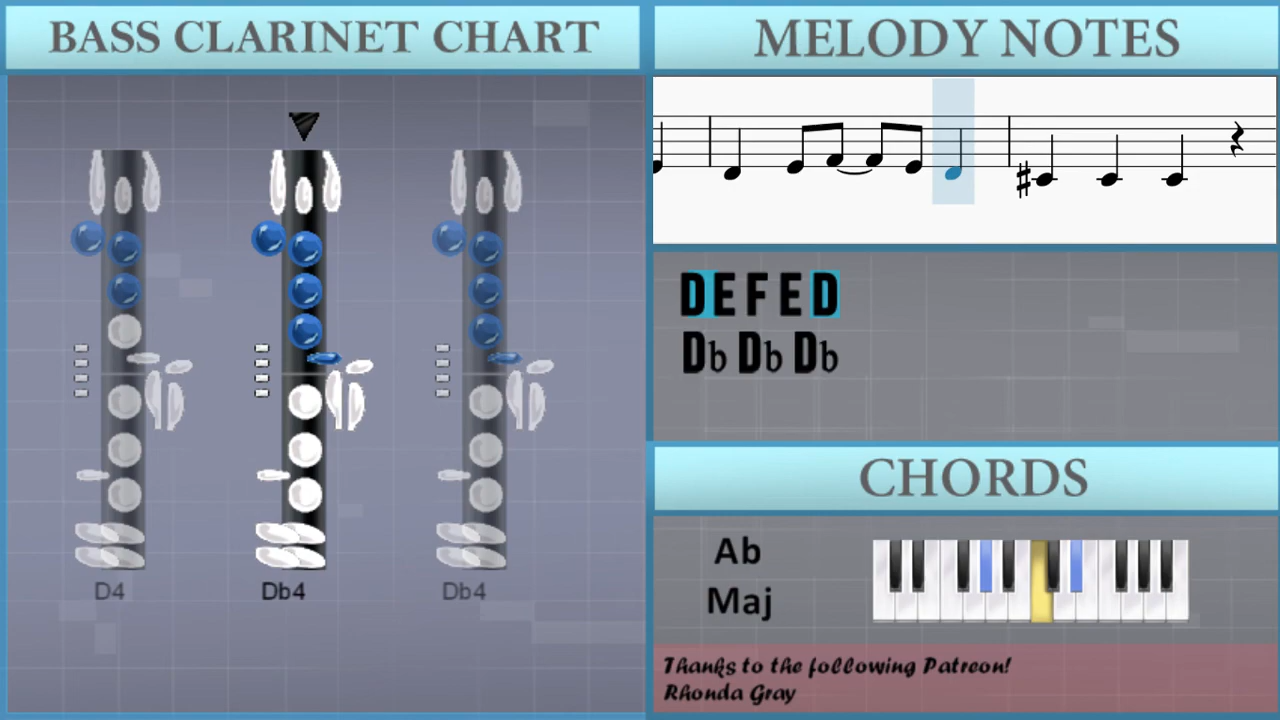 BASS CLARINET CHART
D4
Db4
Db4
MELODY NOTES
D E F E D
Db Db Db
CHORDS
Ab
Maj
Thanks to the following Patreon!
Rhonda Gray